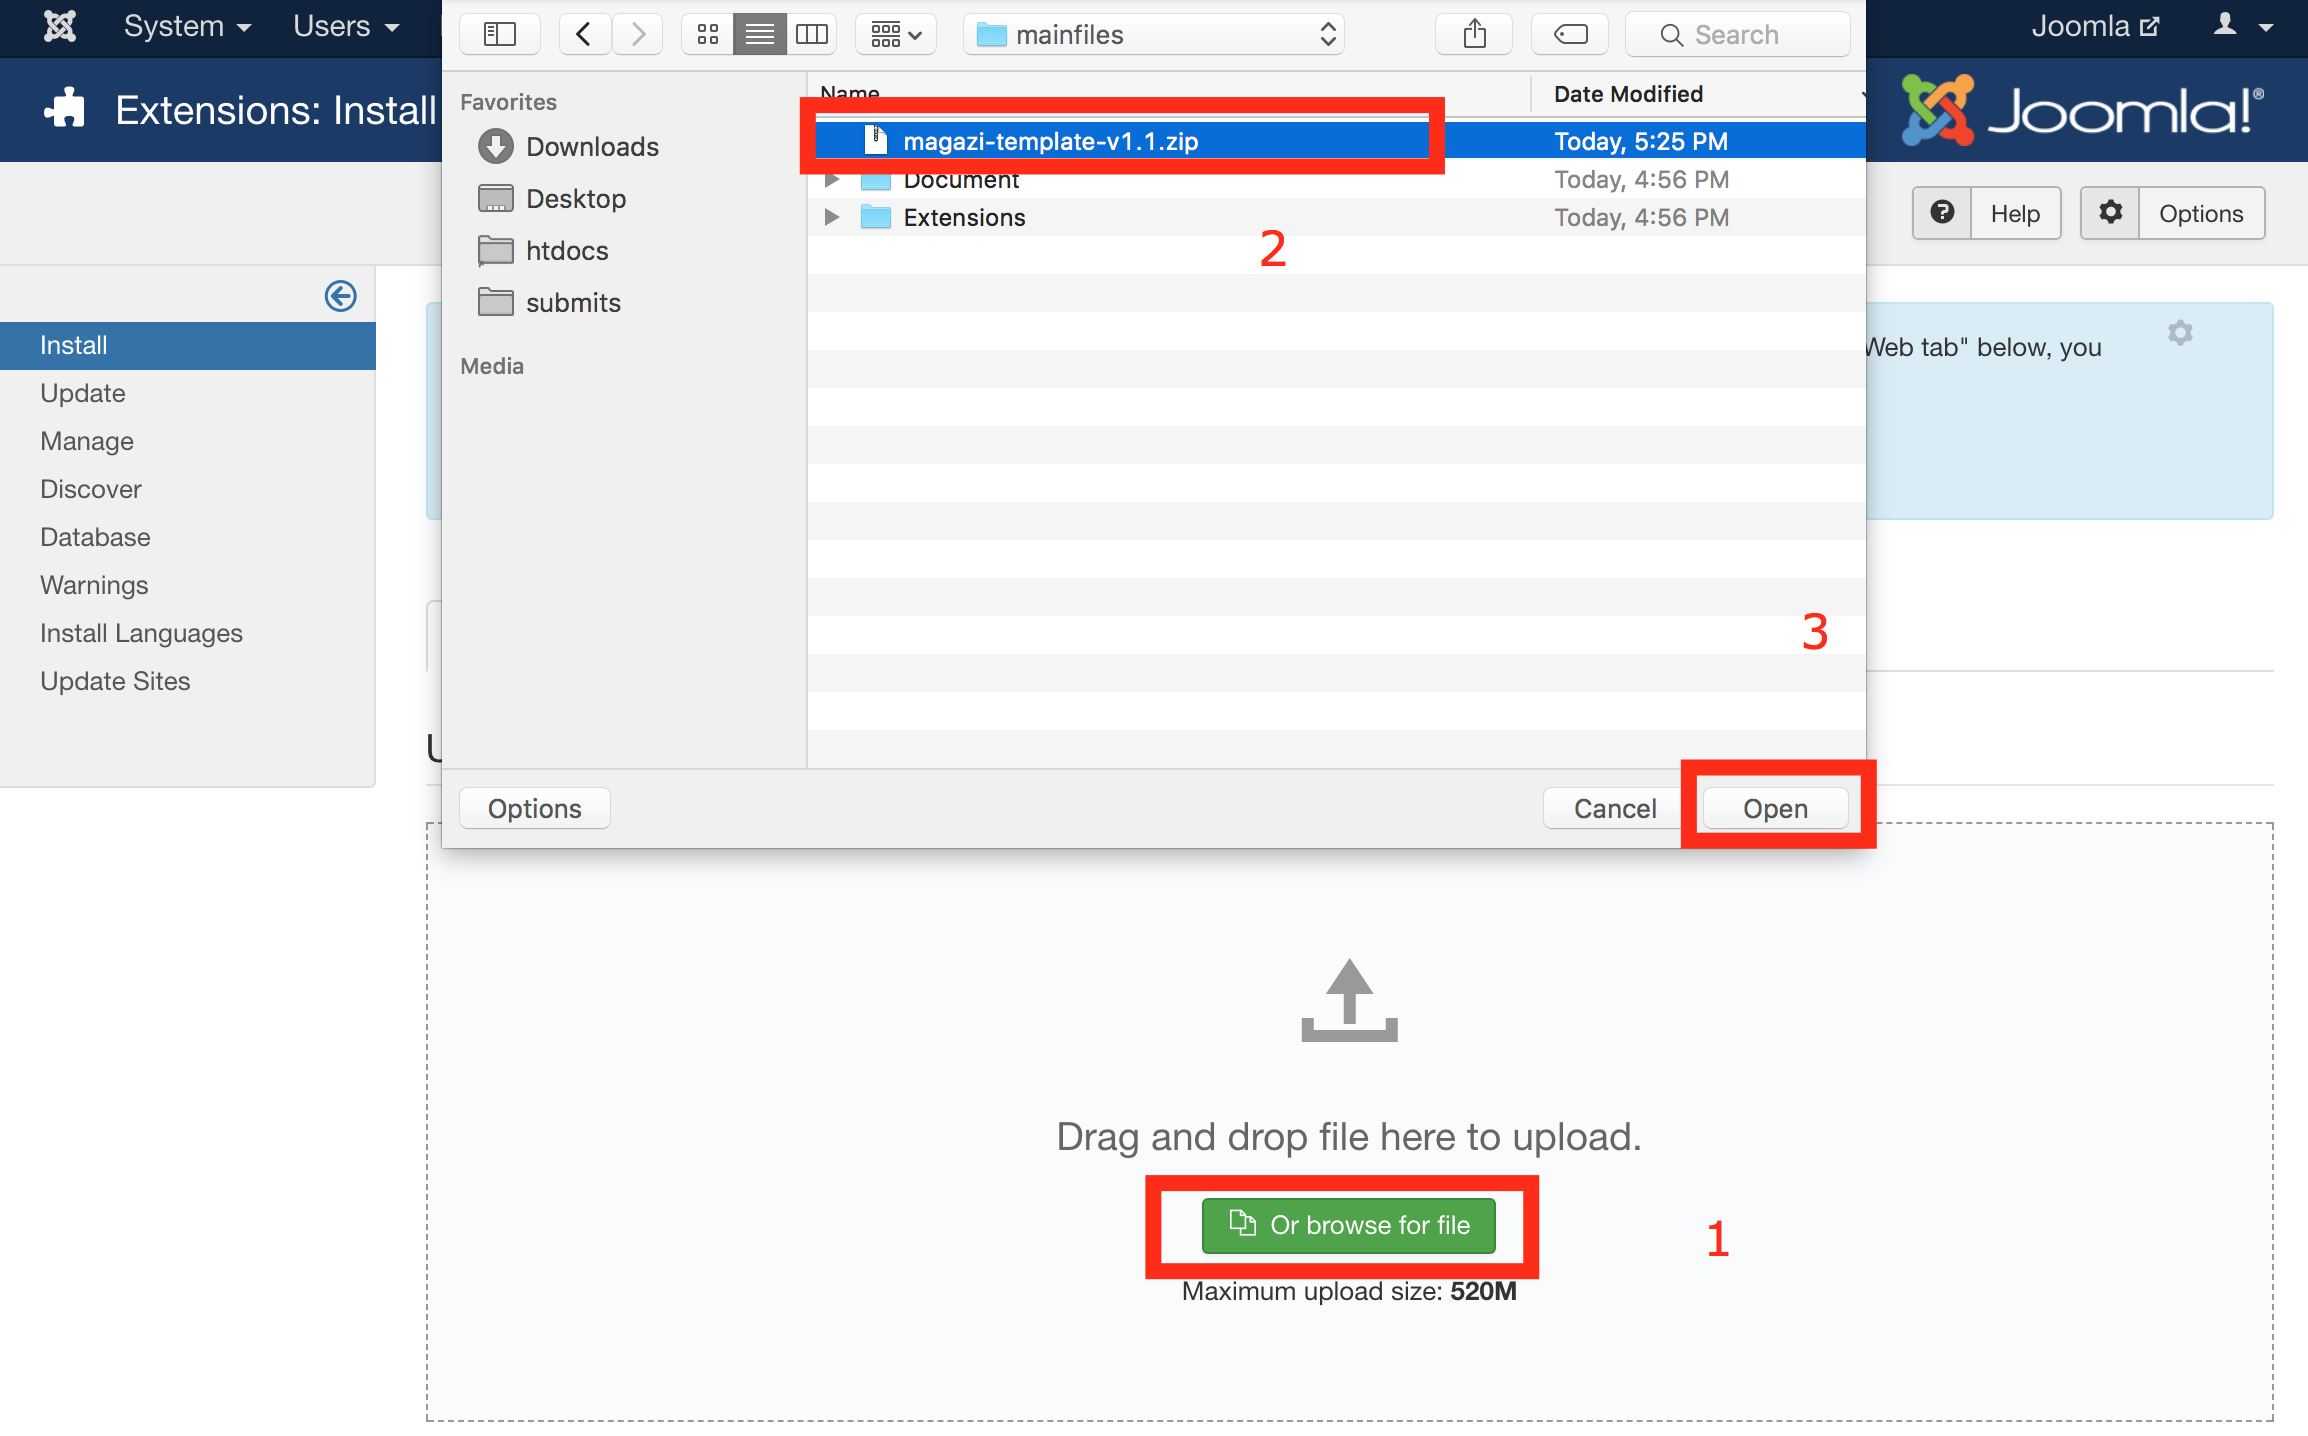 System Users
Joomla
mainfiles
Search
Extensions: Install
Joomla!®
Favorites
Downloads
Desktop
htdocs
submits
Media
Name Date Modified
magazi-template-v1.1.zip Today, 5:25 PM
Document Today, 4:56 PM
Extensions Today, 4:56 PM
2
3
Help Options
Install
Update
Manage
Discover
Database
Warnings
Install Languages
Update Sites
Web tab" below, you
Options Cancel Open
Drag and drop file here to upload.
Or browse for file
1
Maximum upload size: 520M